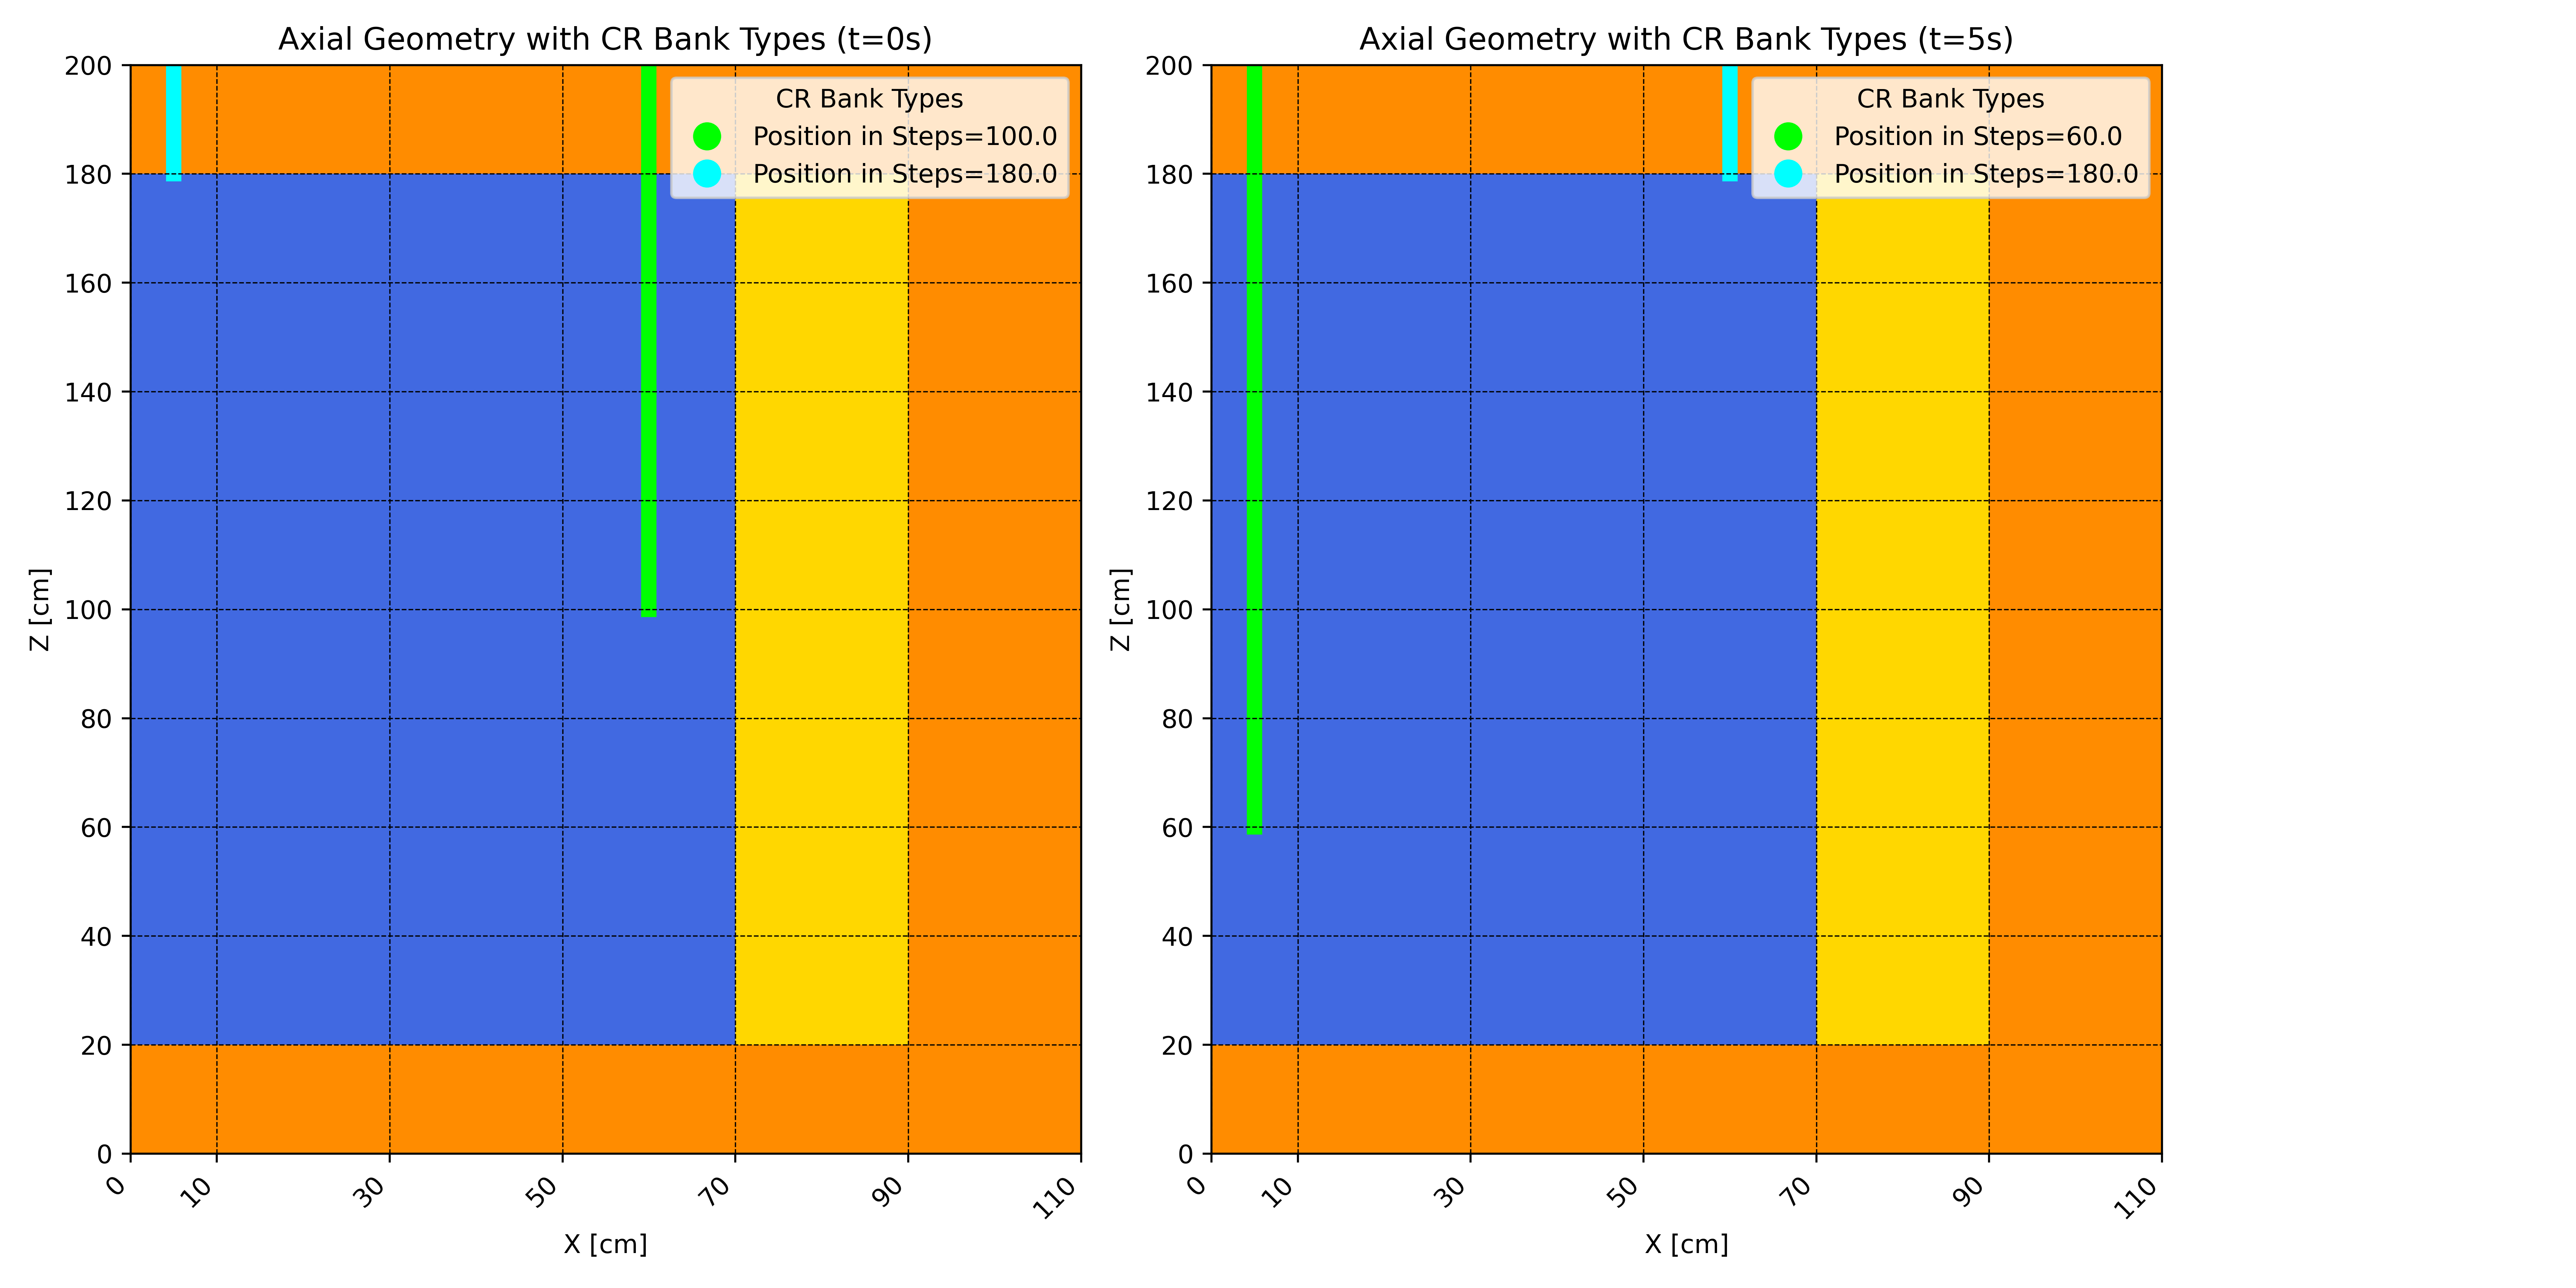 Axial Geometry with CR Bank Types (t=0s)
CR Bank Types
Position in Steps=100.0
Position in Steps=180.0
200
180
160
140
120
100
80
60
40
20
0
Z [cm]
0 10 30 50 70 90 110
X [cm]
Axial Geometry with CR Bank Types (t=5s)
CR Bank Types
Position in Steps=60.0
Position in Steps=180.0
200
180
160
140
120
100
80
60
40
20
0
Z [cm]
0 10 30 50 70 90 110
X [cm]